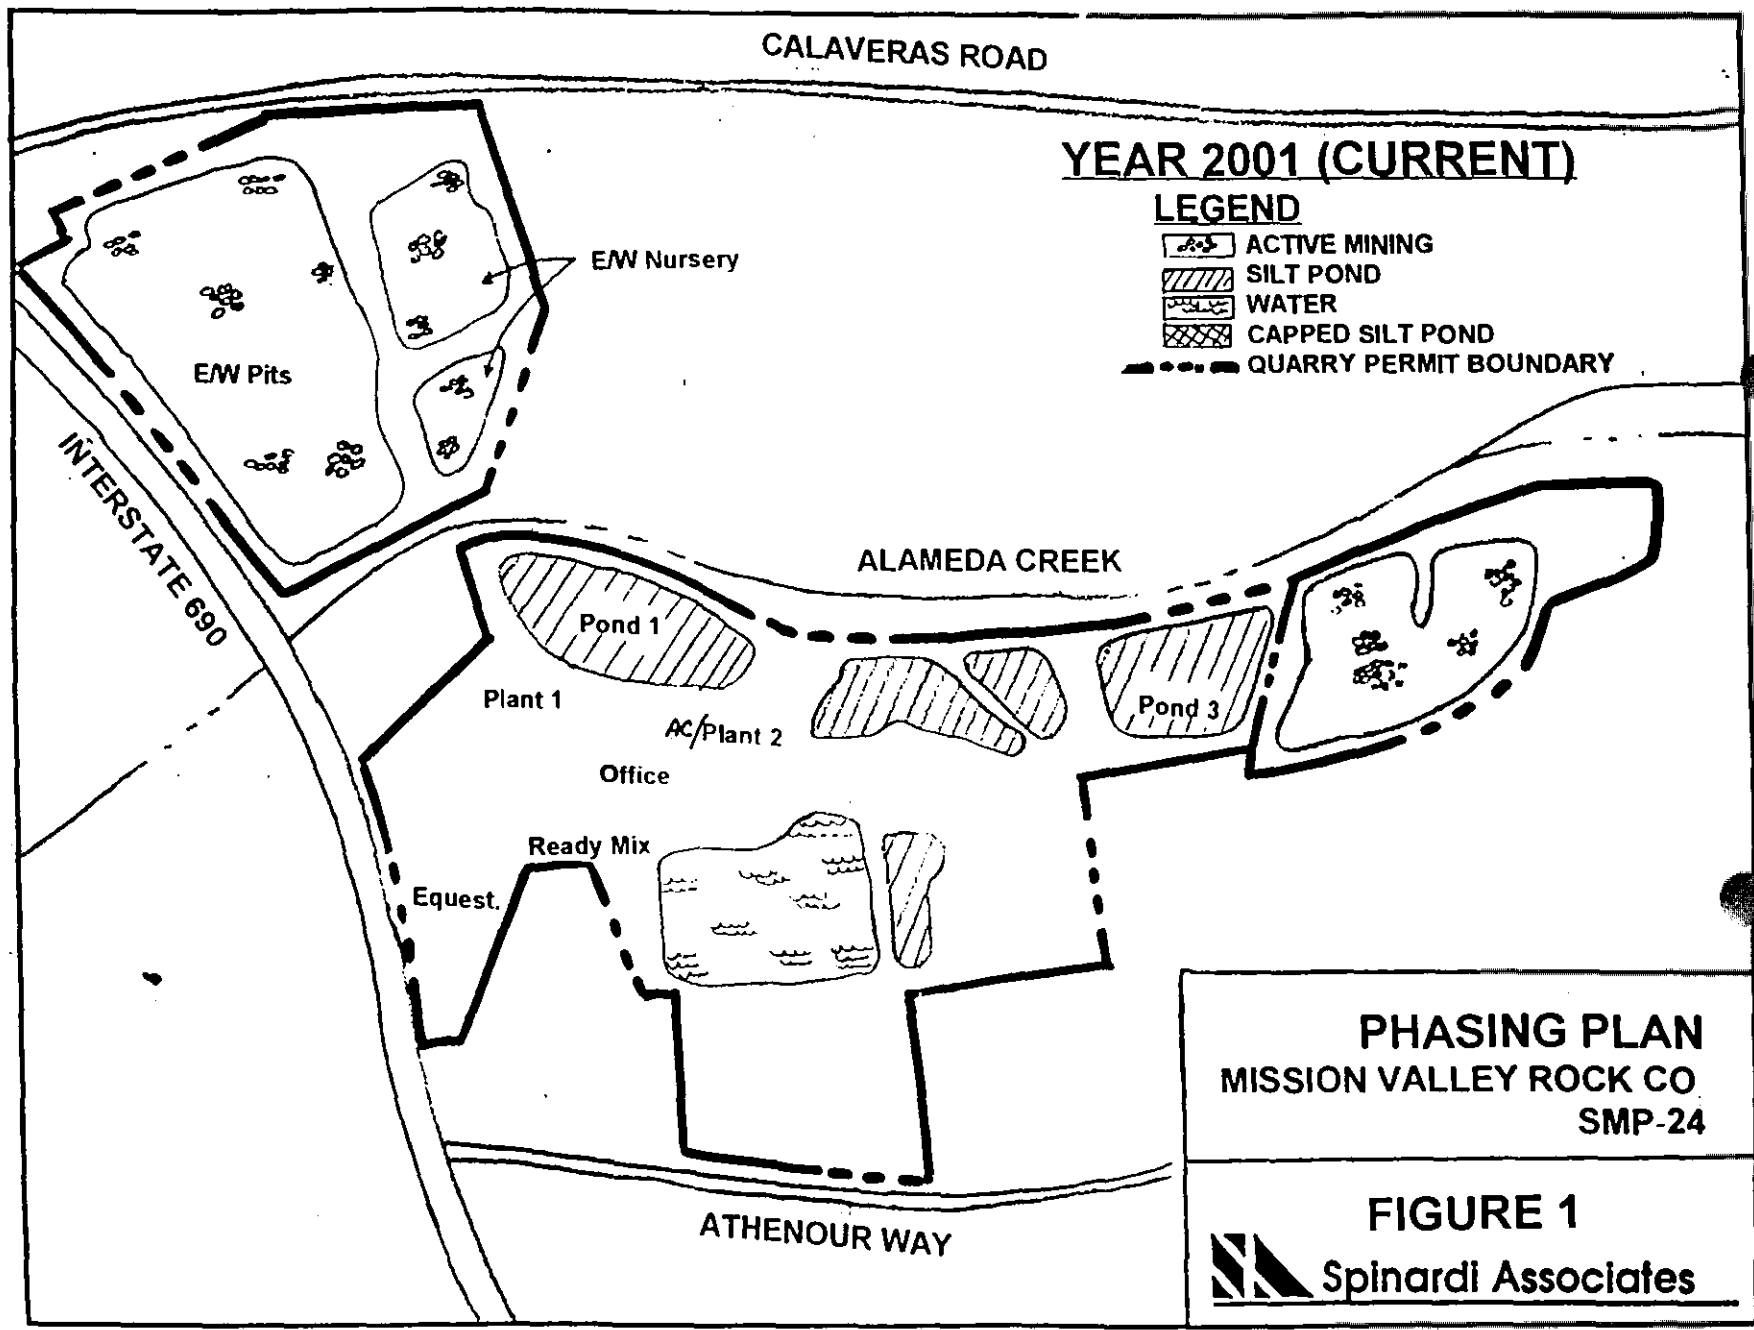 CALAVERAS ROAD
YEAR 2001 (CURRENT)
LEGEND
ACTIVE MINING
SILT POND
WATER
CAPPED SILT POND
QUARRY PERMIT BOUNDARY
E/W Nursery
E/W Pits
INTERSTATE 690
ALAMEDA CREEK
Pond 1
Plant 1
Pond 3
AC/Plant 2
Office
Ready Mix
Equest.
PHASING PLAN
MISSION VALLEY ROCK CO
SMP-24
ATHENOUR WAY
FIGURE 1
Spinardi Associates